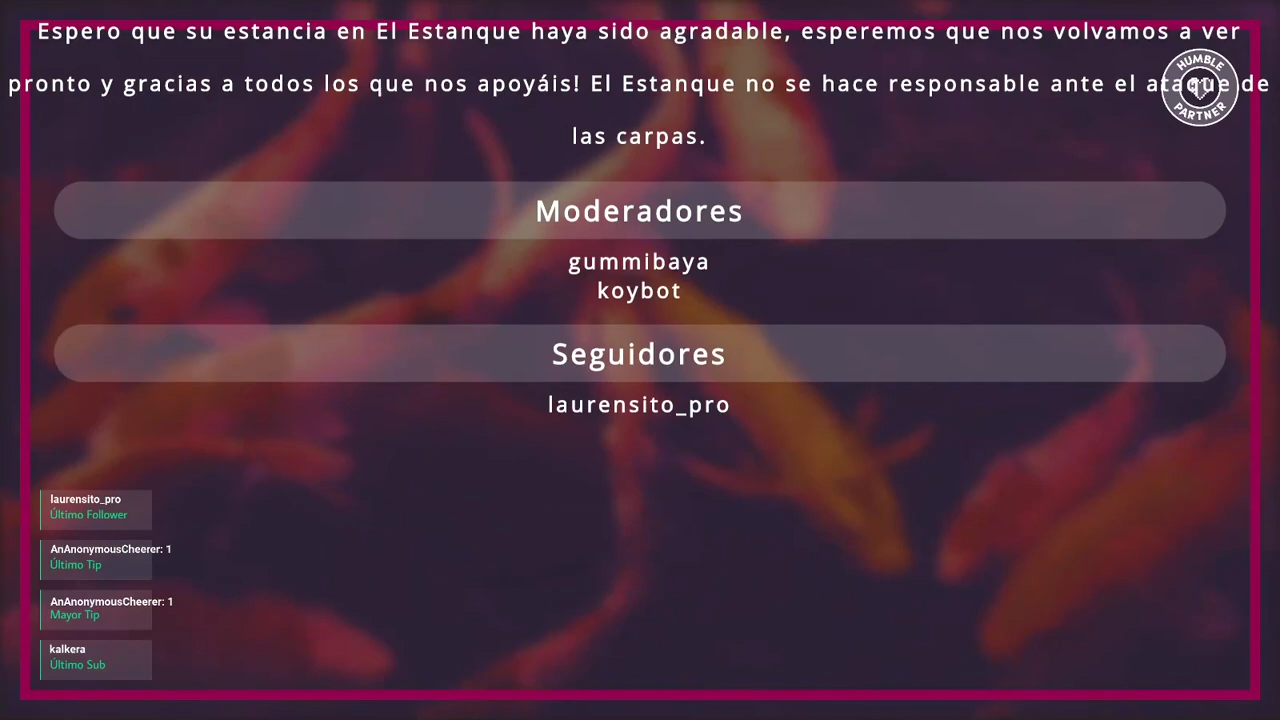 Espero que su estancia en El Estanque haya sido agradable, esperemos que nos volvamos a ver
pronto y gracias a todos los que nos apoyáis! El Estanque no se hace responsable ante el ataque de
las carpas.
HUMBLE
PARTNER
Moderadores
gummibaya
koybot
Seguidores
laurensito_pro
laurensito_pro
Último Follower
AnAnonymousCheerer: 1
Último Tip
AnAnonymousCheerer: 1
Mayor Tip
kalkera
Último Sub